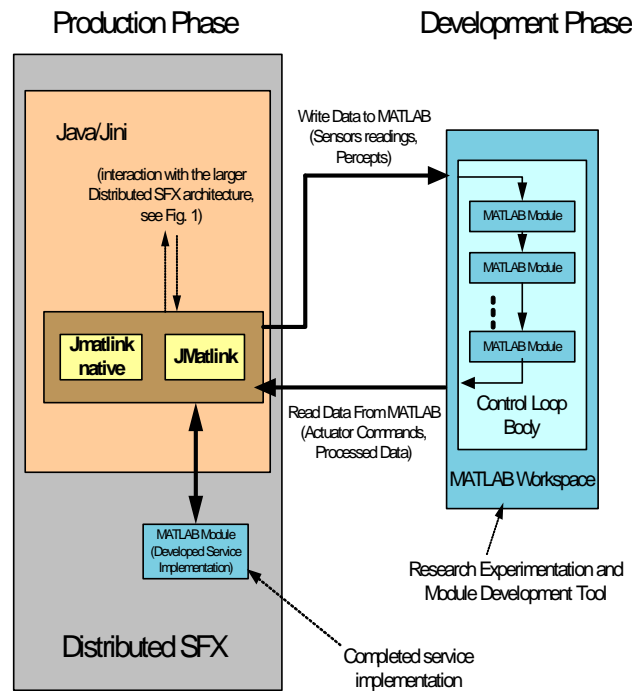 Production Phase
Development Phase
Java/Jini
(interaction with the larger
Distributed SFX architecture,
see Fig. 1)
Jmatlink
native
JMatlink
Write Data to MATLAB
(Sensors readings,
Percepts)
MATLAB Module
MATLAB Module
MATLAB Module
Control Loop
Body
MATLAB Workspace
Read Data From MATLAB
(Actuator Commands,
Processed Data)
MATLAB Module
(Developed Service
Implementation)
Research Experimentation and
Module Development Tool
Distributed SFX
Completed service
implementation